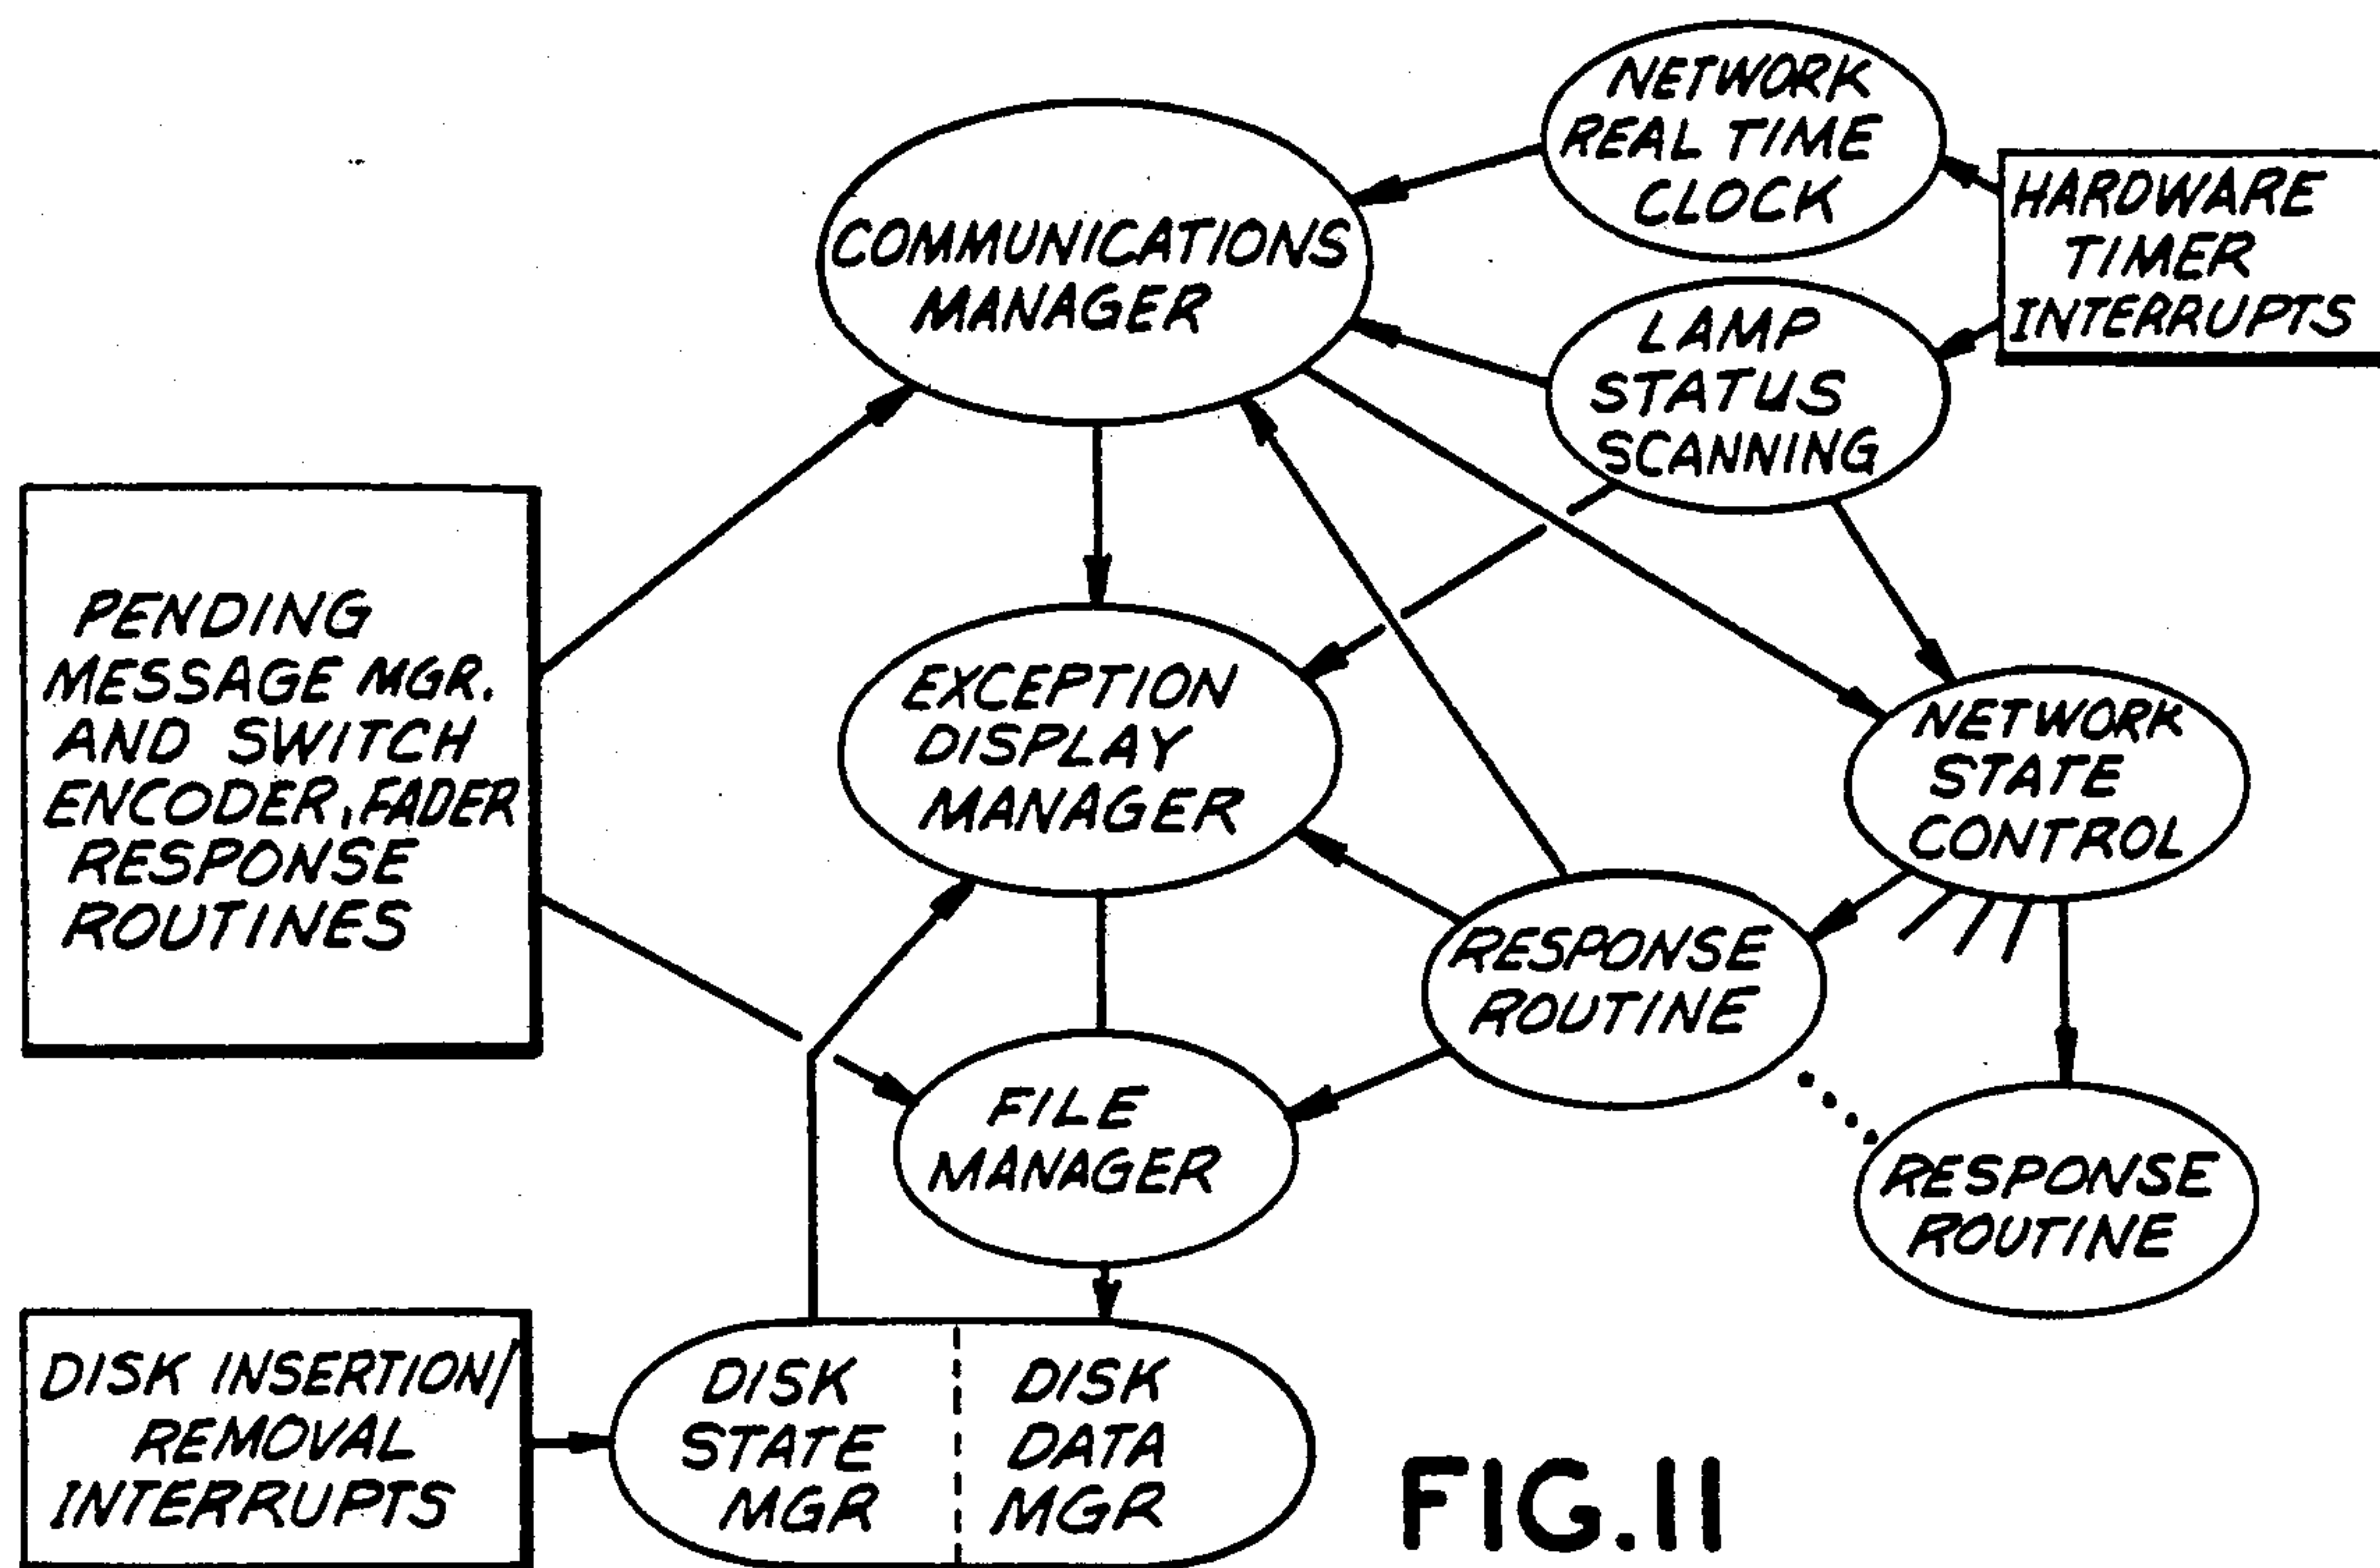 NETWORK
REAL TIME
CLOCK
HARDWARE
TIMER
INTERRUPTS
COMMUNICATIONS
MANAGER
LAMP
STATUS
SCANNING
PENDING
MESSAGE MGR.
AND SWITCH
ENCODER, FADER
RESPONSE
ROUTINES
EXCEPTION
DISPLAY
MANAGER
NETWORK
STATE
CONTROL
RESPONSE
ROUTINE
FILE
MANAGER
RESPONSE
ROUTINE
DISK INSERTION/
REMOVAL
INTERRUPTS
DISK
STATE
MGR
DISK
DATA
MGR
FIG.11